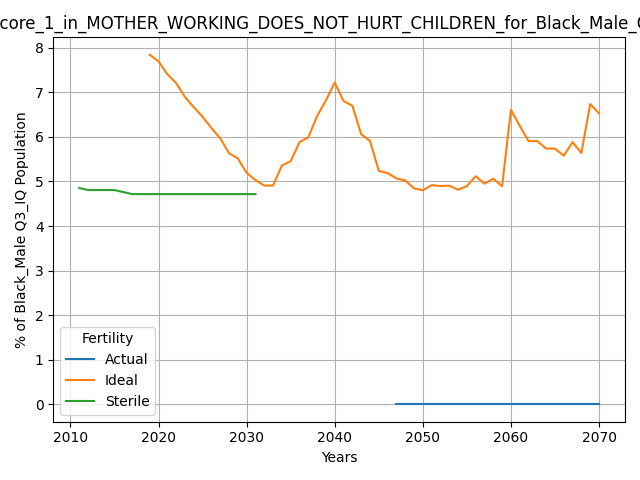 core_1_in_MOTHER_WORKING_DOES_NOT_HURT_CHILDREN_for_Black_Male_
% of Black_Male Q3_IQ Population
8
7
6
5
4
3
2
1
0
Fertility
Actual
Ideal
Sterile
2010 2020 2030 2040 2050 2060 2070
Years